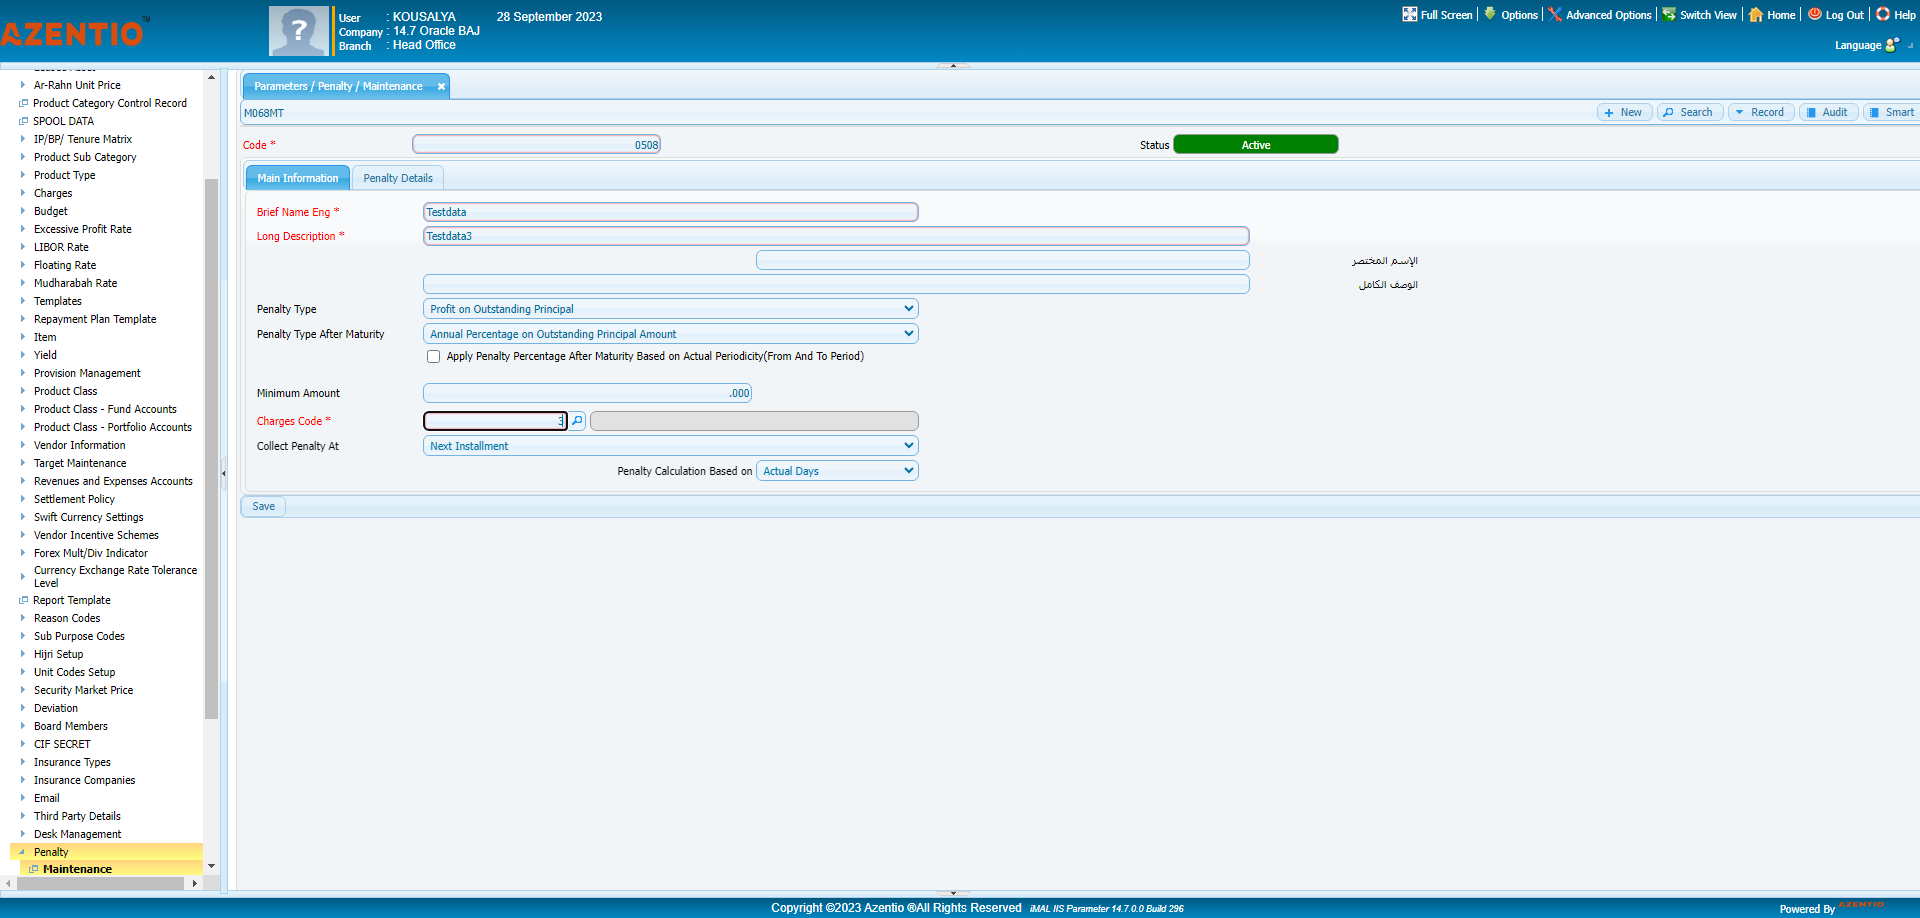 AZENTIO™
User : KOUSALYA 28 September 2023
Company : 14.7 Oracle BAJ
Branch : Head Office
Full Screen Options Advanced Options Switch View Home Log Out Help
Language
Ar-Rahn Unit Price
Product Category Control Record
SPOOL DATA
IP/BP/ Tenure Matrix
Product Sub Category
Product Type
Charges
Budget
Excessive Profit Rate
LIBOR Rate
Floating Rate
Mudharabah Rate
Templates
Repayment Plan Template
Item
Yield
Provision Management
Product Class
Product Class - Fund Accounts
Product Class - Portfolio Accounts
Vendor Information
Target Maintenance
Revenues and Expenses Accounts
Settlement Policy
Swift Currency Settings
Vendor Incentive Schemes
Forex Mult/Div Indicator
Currency Exchange Rate Tolerance
Level
Report Template
Reason Codes
Sub Purpose Codes
Hijri Setup
Unit Codes Setup
Security Market Price
Deviation
Board Members
CIF SECRET
Insurance Types
Insurance Companies
Email
Third Party Details
Desk Management
Penalty
Maintenance
Parameters / Penalty / Maintenance
M068MT
New Search Record Audit Smart
Code * 0508 Status Active
Main Information Penalty Details
Brief Name Eng * Testdata
Long Description * Testdata3
الإسم المختصر
الوصف الكامل
Penalty Type Profit on Outstanding Principal
Penalty Type After Maturity Annual Percentage on Outstanding Principal Amount
Apply Penalty Percentage After Maturity Based on Actual Periodicity(From And To Period)
Minimum Amount .000
Charges Code * 3
Collect Penalty At Next Installment
Penalty Calculation Based on Actual Days
Save
Copyright ©2023 Azentio ®All Rights Reserved iMAL IIS Parameter 14.7.0.0 Build 296
Powered By AZENTIO